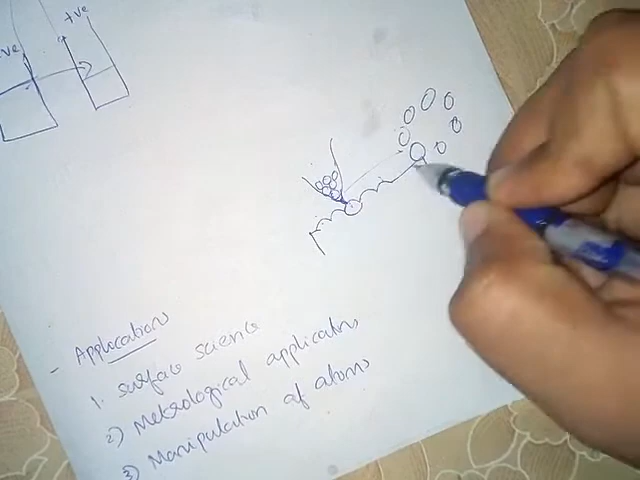 +ve
+ve
- Applications
1. Surface science
2) Metrological applications
3) Manipulation of atoms